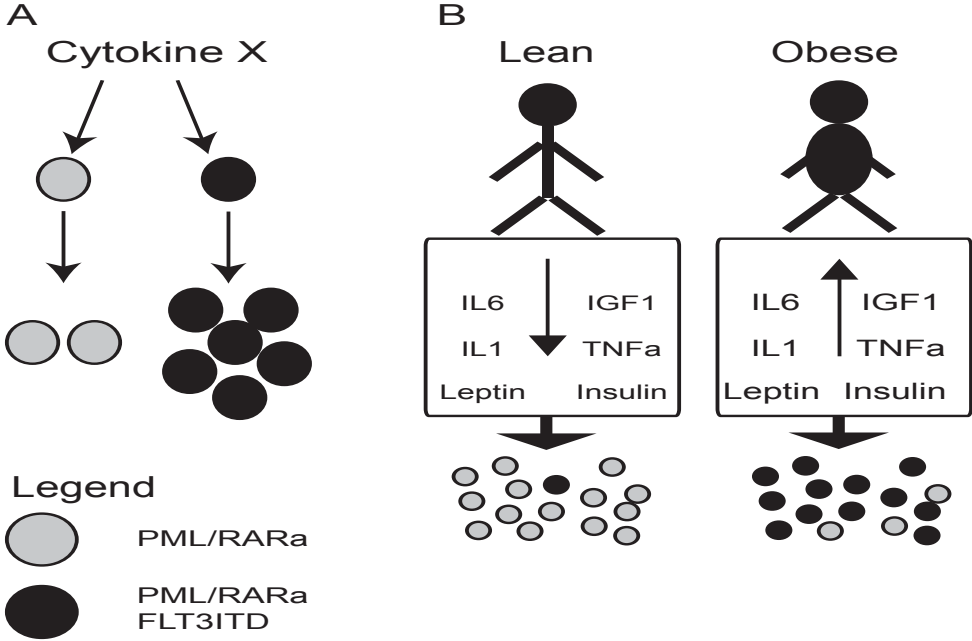 A
Cytokine X
B
Lean
Obese
IL6
IGF1
IL1
TNFa
Leptin
Insulin
IL6
IGF1
IL1
TNFa
Leptin
Insulin
Legend
PML/RARa
PML/RARa
FLT3ITD